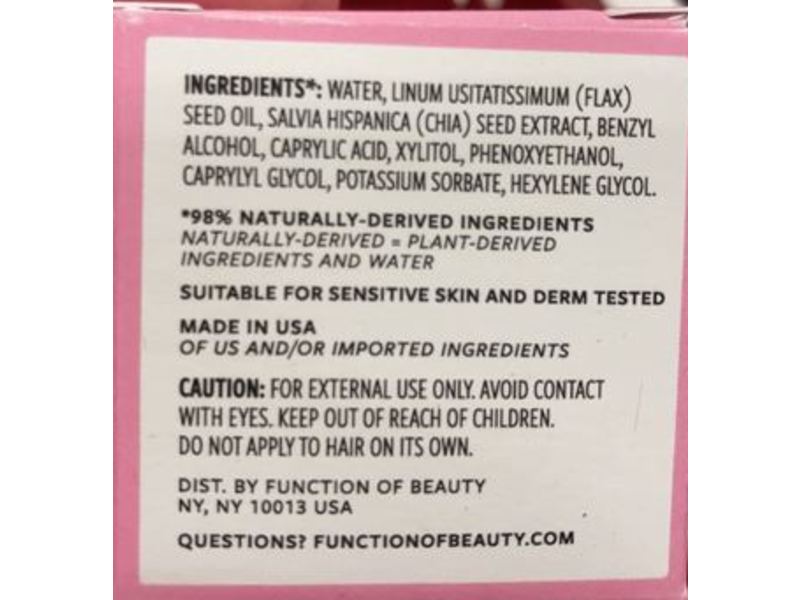 INGREDIENTS*: WATER, LINUM USITATISSIMUM (FLAX)
SEED OIL, SALVIA HISPANICA (CHIA) SEED EXTRACT, BENZYL
ALCOHOL, CAPRYLIC ACID, XYLITOL, PHENOXYETHANOL,
CAPRYLYL GLYCOL, POTASSIUM SORBATE, HEXYLENE GLYCOL.
*98% NATURALLY-DERIVED INGREDIENTS
NATURALLY-DERIVED = PLANT-DERIVED
INGREDIENTS AND WATER
SUITABLE FOR SENSITIVE SKIN AND DERM TESTED
MADE IN USA
OF US AND/OR IMPORTED INGREDIENTS
CAUTION: FOR EXTERNAL USE ONLY. AVOID CONTACT
WITH EYES. KEEP OUT OF REACH OF CHILDREN.
DO NOT APPLY TO HAIR ON ITS OWN.
DIST. BY FUNCTION OF BEAUTY
NY, NY 10013 USA
QUESTIONS? FUNCTIONOFBEAUTY.COM